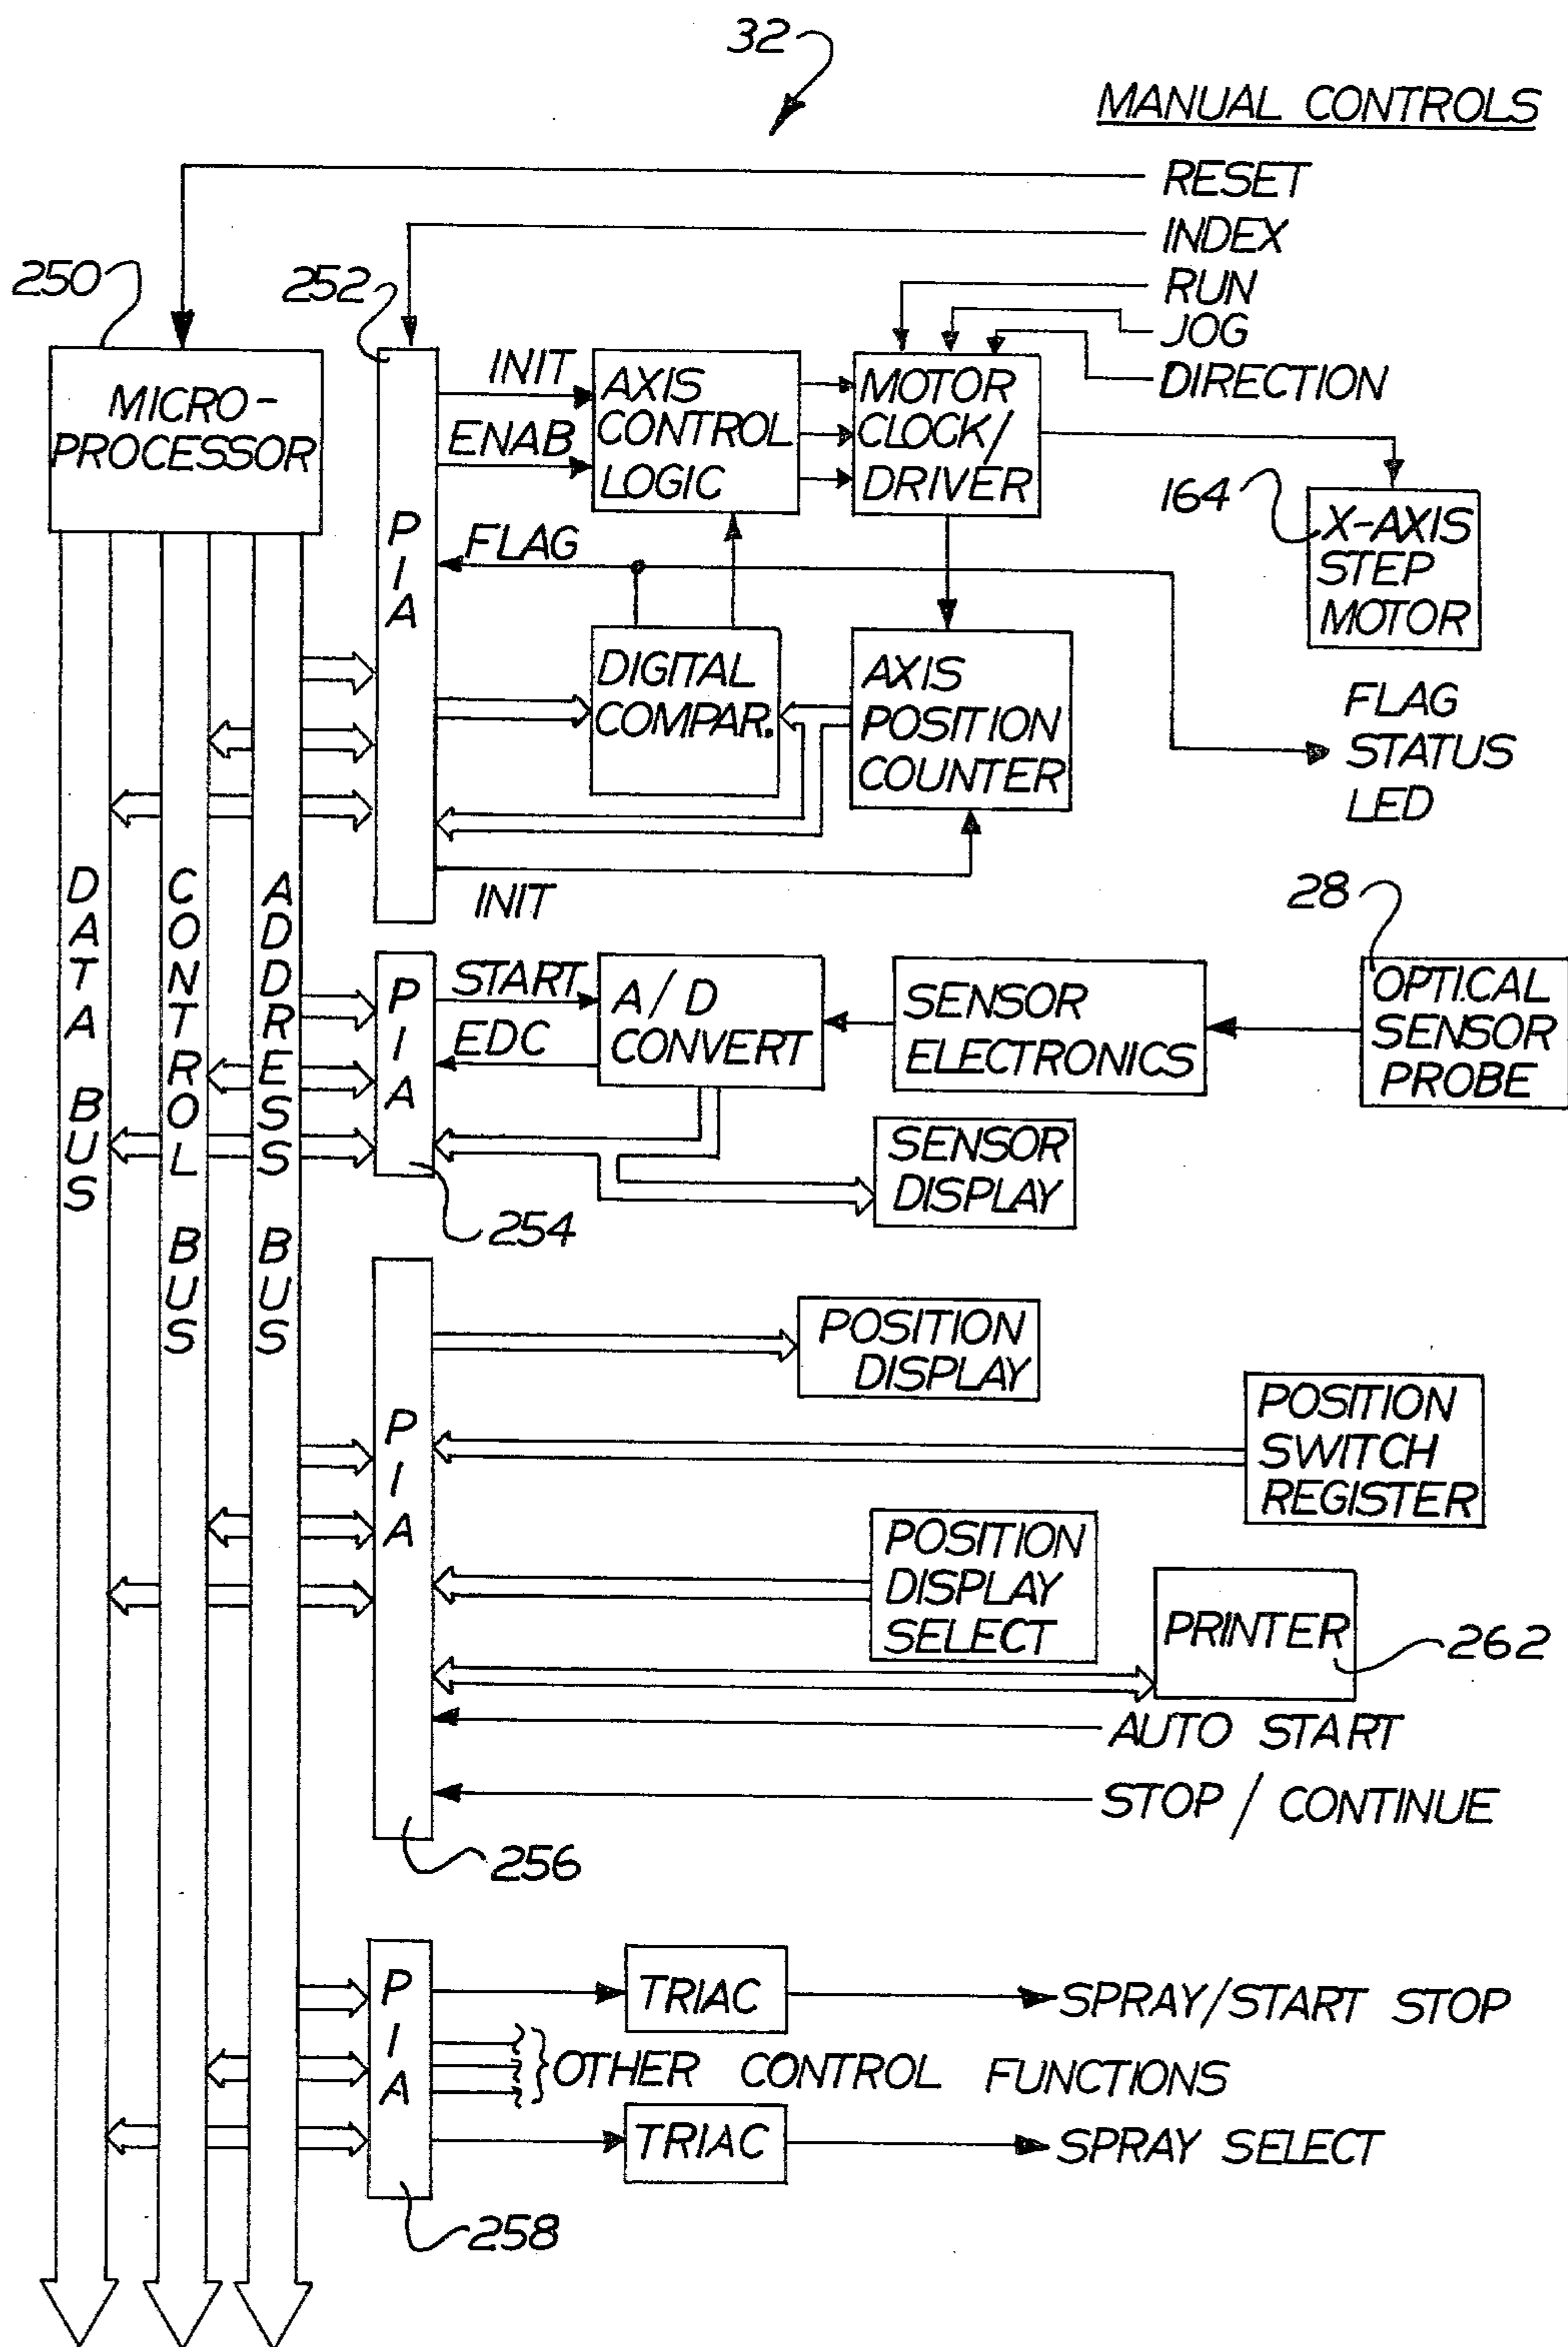 32
MANUAL CONTROLS
RESET
INDEX
RUN
JOG
DIRECTION
250
252
MICRO-
PROCESSOR
PIA
INIT
ENAB
FLAG
AXIS
CONTROL
LOGIC
MOTOR
CLOCK/
DRIVER
164
X-AXIS
STEP
MOTOR
DIGITAL
COMPAR.
AXIS
POSITION
COUNTER
FLAG
STATUS
LED
INIT
DATA BUS
CONTROL BUS
ADDRESS BUS
PIA
START
EDC
A/D
CONVERT
SENSOR
ELECTRONICS
28
OPTICAL
SENSOR
PROBE
SENSOR
DISPLAY
254
PIA
POSITION
DISPLAY
POSITION
SWITCH
REGISTER
POSITION
DISPLAY
SELECT
PRINTER
262
AUTO START
STOP / CONTINUE
256
PIA
TRIAC
SPRAY/START STOP
OTHER CONTROL FUNCTIONS
TRIAC
SPRAY SELECT
258